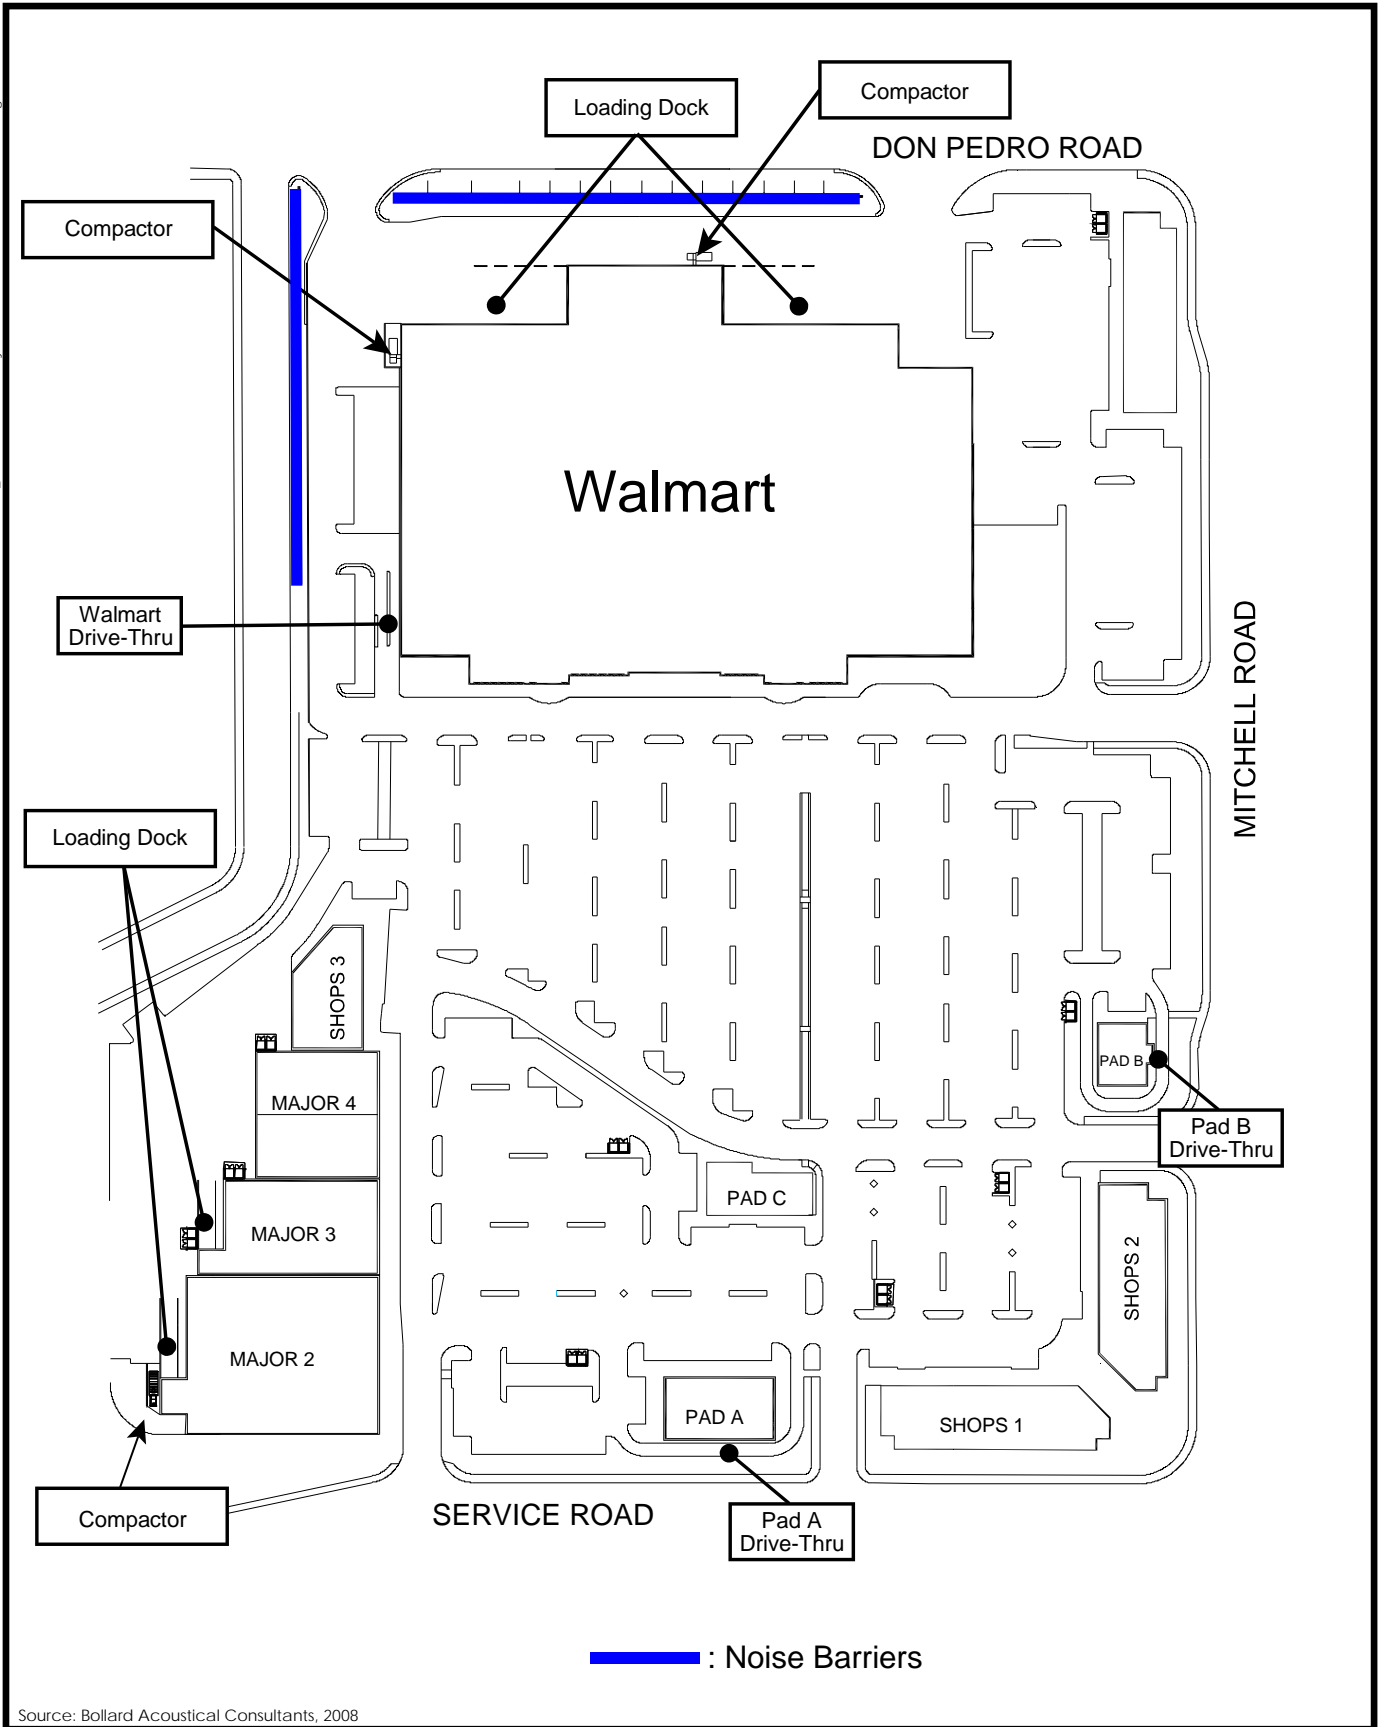 Compactor
Loading Dock
DON PEDRO ROAD
Compactor
Walmart
Walmart
Drive-Thru
MITCHELL ROAD
Loading Dock
SHOPS 3
PAD B
MAJOR 4
Pad B
Drive-Thru
PAD C
MAJOR 3
SHOPS 2
MAJOR 2
PAD A
SHOPS 1
SERVICE ROAD
Compactor
Pad A
Drive-Thru
: Noise Barriers
Source: Bollard Acoustical Consultants, 2008